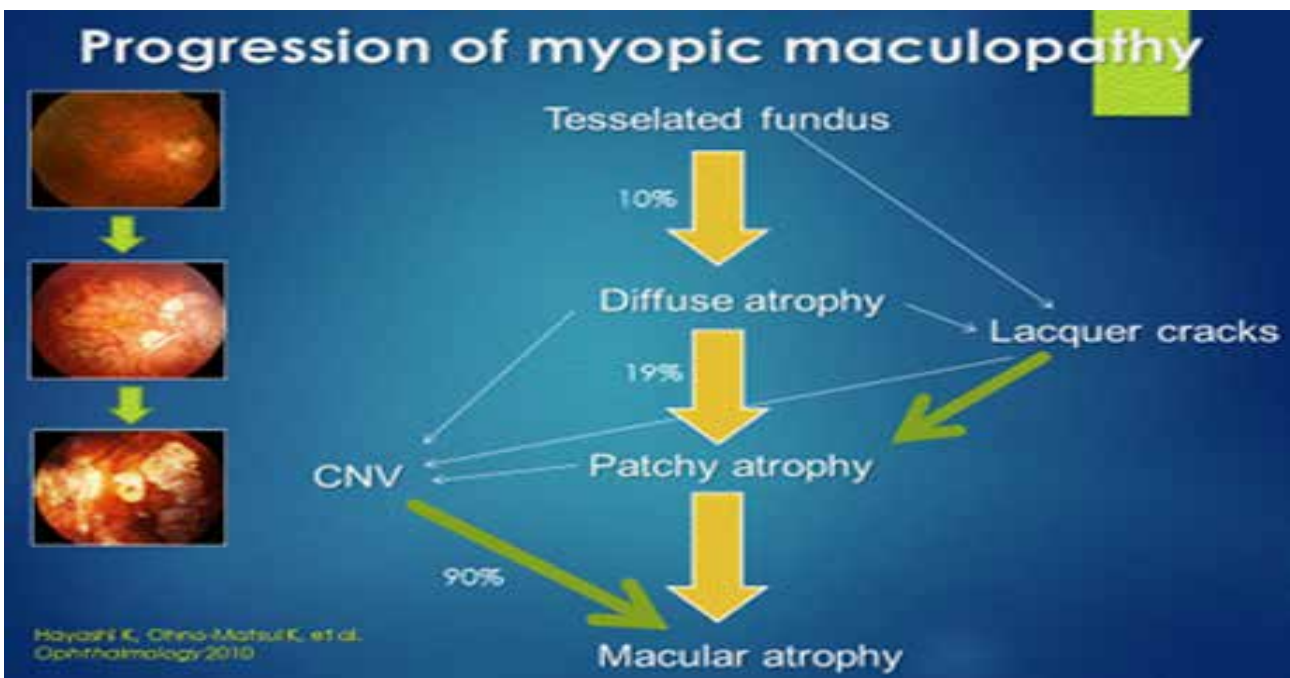 Progression of myopic maculopathy
Tesselated fundus
10%
Diffuse atrophy
Lacquer cracks
19%
CNV
Patchy atrophy
90%
Hayashi K, Ohno-Matsui K, et al.
Ophthalmology 2010
Macular atrophy